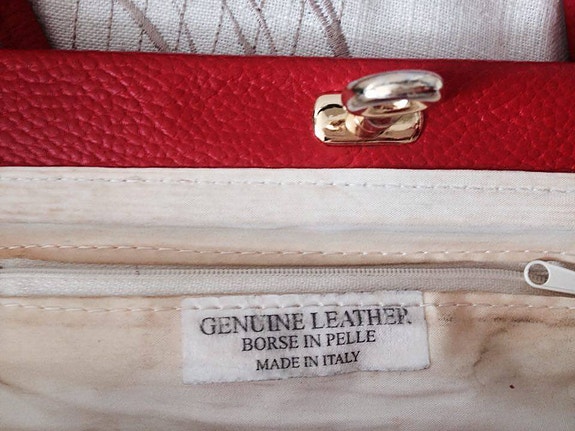 GENUINE LEATHER.
BORSE IN PELLE
MADE IN ITALY